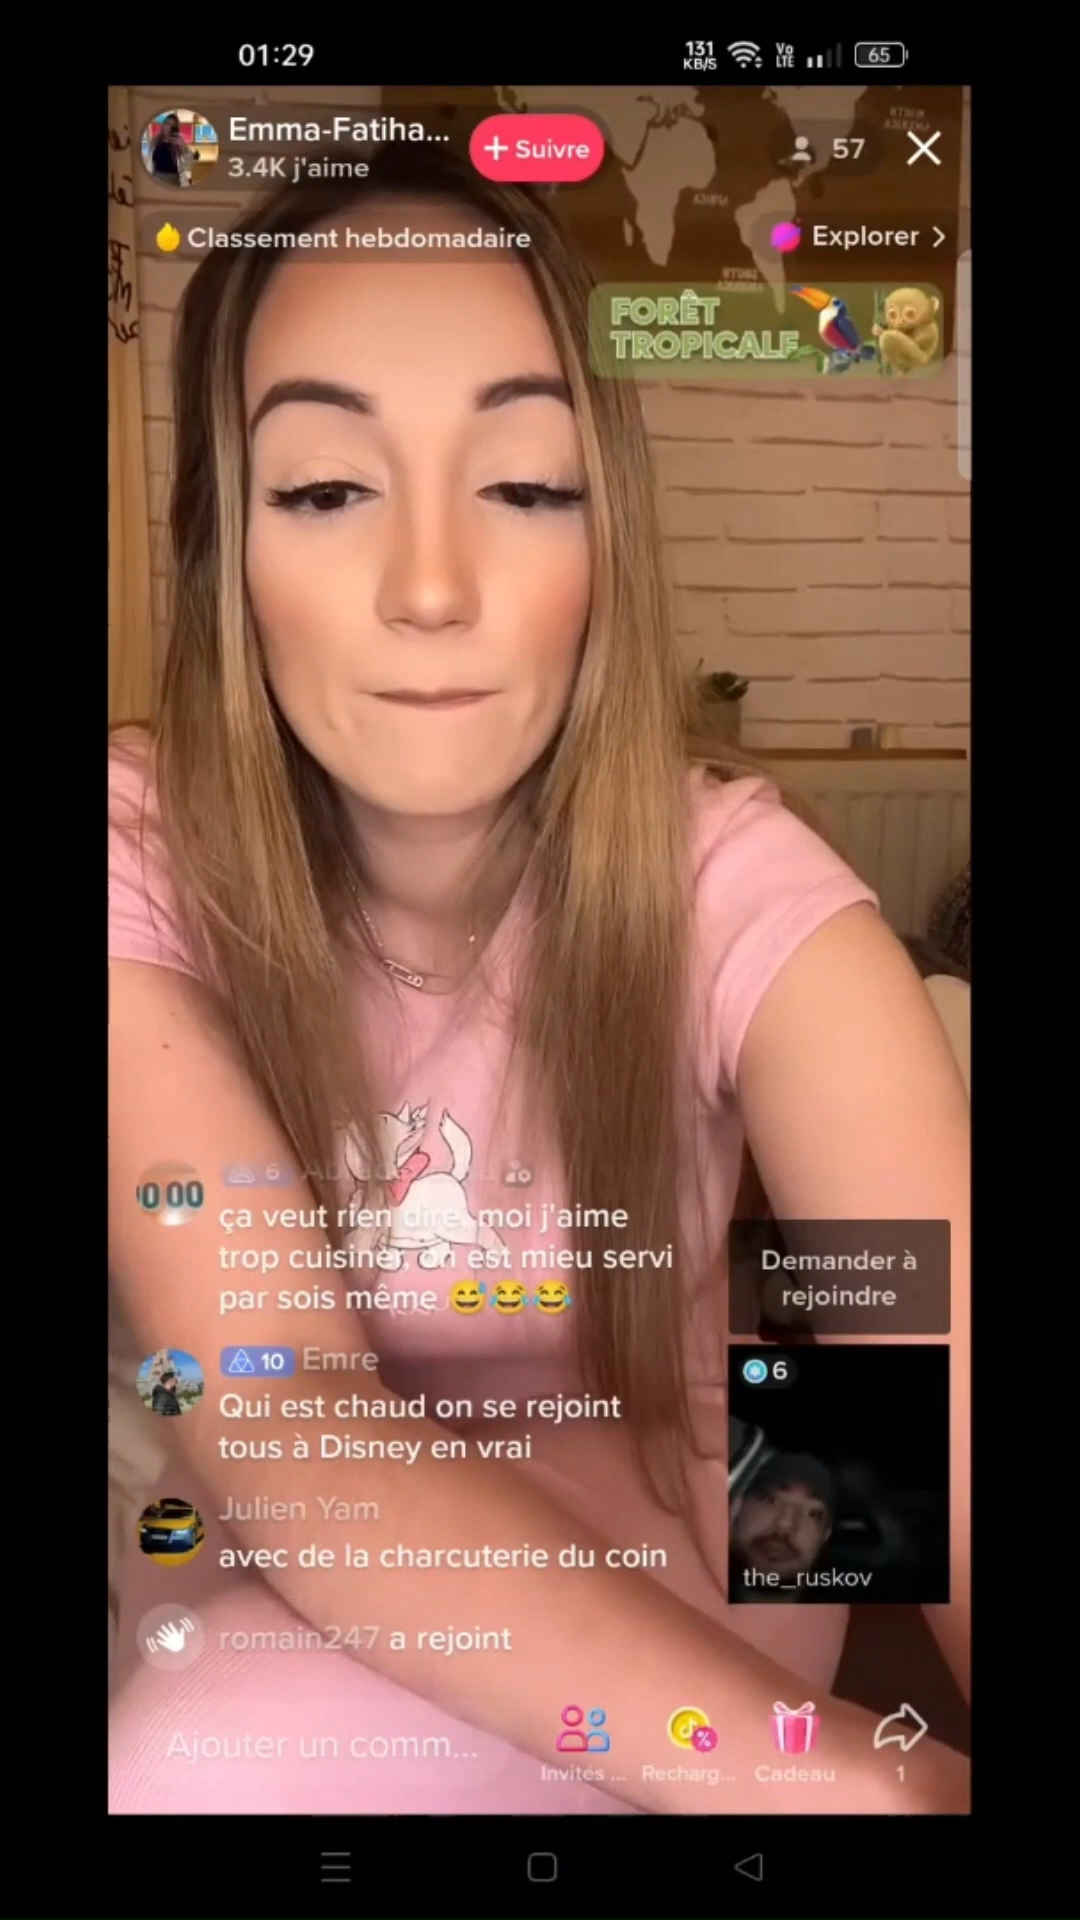 01:29
131
KB/S
Vo
LTE
65
Emma-Fatiha...
3.4K j'aime
+ Suivre
57
Classement hebdomadaire
Explorer >
FORÊT
TROPICALE
6
ça veut rien dire, moi j'aime
trop cuisiner, on est mieu servi
par sois même 😅😂😂
10 Emre
Qui est chaud on se rejoint
tous à Disney en vrai
Julien Yam
avec de la charcuterie du coin
romain247 a rejoint
Demander à
rejoindre
6
the_ruskov
Ajouter un comm...
Invités ...
Recharg...
Cadeau
1